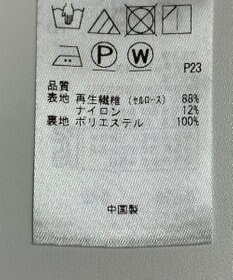 P W
P23
品質
表地 再生繊維 (セルロース) 88%
ナイロン 12%
裏地 ポリエステル 100%
中国製